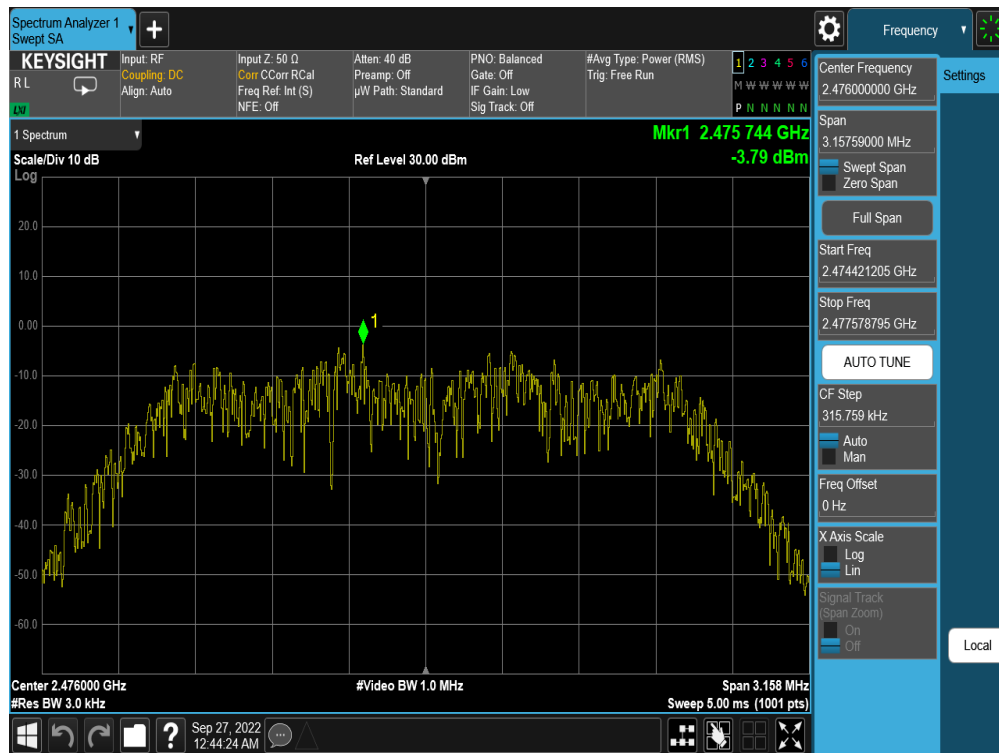 Spectrum Analyzer 1
Swept SA
Frequency
KEYSIGHT
R L
LXI
Input: RF
Coupling: DC
Align: Auto
Input Z: 50 Ω
Corr CCorr RCal
Freq Ref: Int (S)
NFE: Off
Atten: 40 dB
Preamp: Off
µW Path: Standard
PNO: Balanced
Gate: Off
IF Gain: Low
Sig Track: Off
#Avg Type: Power (RMS)
Trig: Free Run
1 2 3 4 5 6
M W W W W W
P N N N N N
1 Spectrum
Scale/Div 10 dB
Log
Ref Level 30.00 dBm
Mkr1 2.475 744 GHz
-3.79 dBm
20.0
10.0
0.00
-10.0
-20.0
-30.0
-40.0
-50.0
-60.0
1
Center 2.476000 GHz
#Res BW 3.0 kHz
#Video BW 1.0 MHz
Span 3.158 MHz
Sweep 5.00 ms (1001 pts)
Center Frequency
2.476000000 GHz
Span
3.15759000 MHz
Swept Span
Zero Span
Full Span
Start Freq
2.474421205 GHz
Stop Freq
2.477578795 GHz
AUTO TUNE
CF Step
315.759 kHz
Auto
Man
Freq Offset
0 Hz
X Axis Scale
Log
Lin
Signal Track
(Span Zoom)
On
Off
Settings
Local
?
Sep 27, 2022
12:44:24 AM